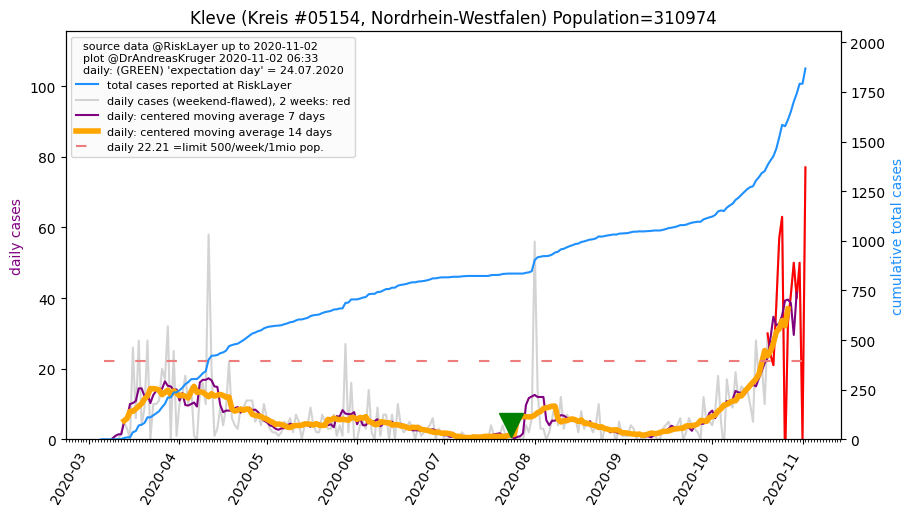 Kleve (Kreis #05154, Nordrhein-Westfalen) Population=310974
source data @RiskLayer up to 2020-11-02
plot @DrAndreasKruger 2020-11-02 06:33
daily: (GREEN) 'expectation day' = 24.07.2020
total cases reported at RiskLayer
daily cases (weekend-flawed), 2 weeks: red
daily: centered moving average 7 days
daily: centered moving average 14 days
daily 22.21 =limit 500/week/1mio pop.
daily cases
100
80
60
40
20
0
cumulative total cases
2000
1750
1500
1250
1000
750
500
250
0
2020-03
2020-04
2020-05
2020-06
2020-07
2020-08
2020-09
2020-10
2020-11